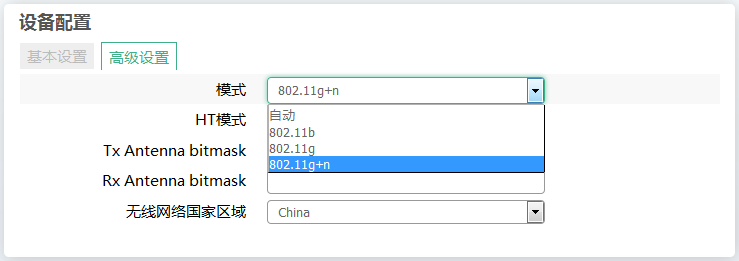 设备配置
基本设置 高级设置
模式 802.11g+n
自动
HT模式
802.11b
802.11g
Tx Antenna bitmask
802.11g+n
Rx Antenna bitmask
无线网络国家区域 China